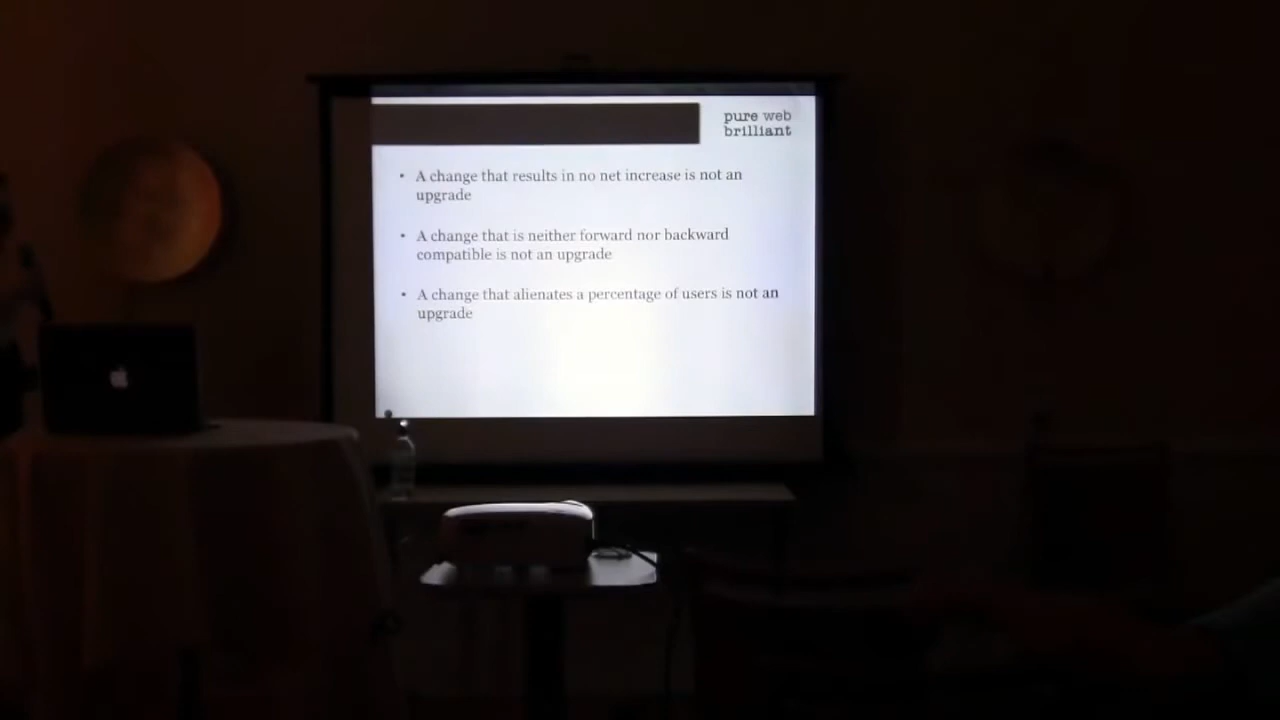 pure web
brilliant
• A change that results in no net increase is not an
upgrade
• A change that is neither forward nor backward
compatible is not an upgrade
• A change that alienates a percentage of users is not an
upgrade